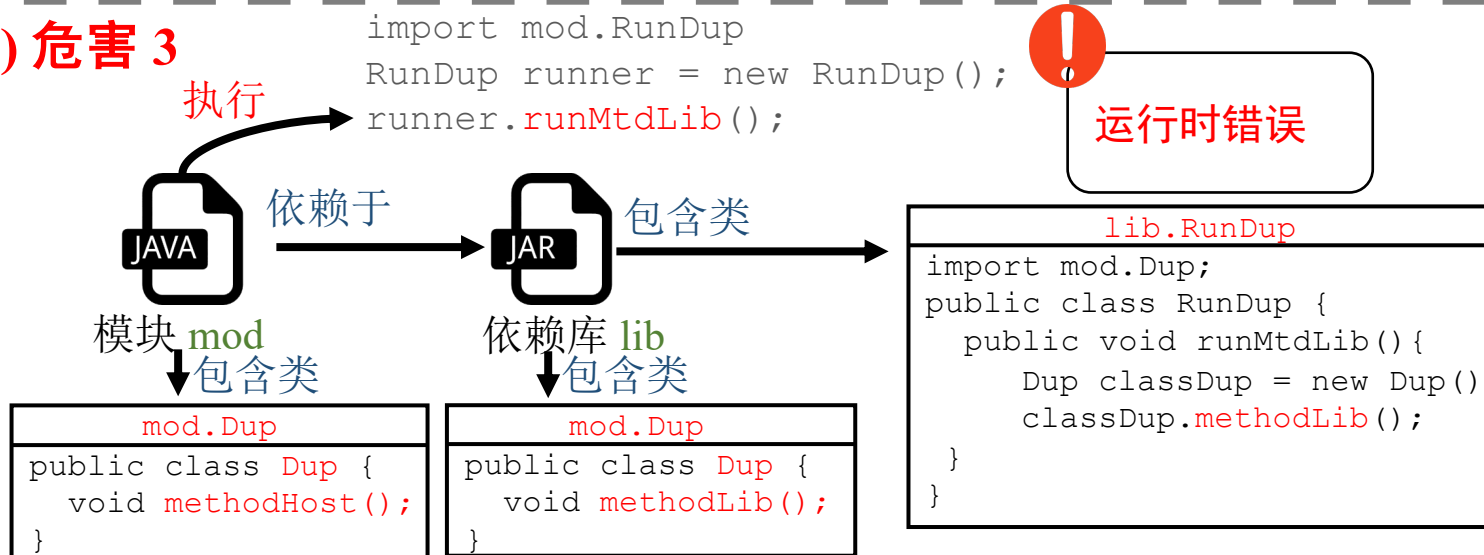 ) 危害 3
import mod.RunDup
RunDup runner = new RunDup();
runner.runMtdLib();
执行
运行时错误
JAVA
依赖于
JAR
包含类
模块 mod
依赖库 lib
包含类
包含类
mod.Dup
public class Dup {
void methodHost();
}
mod.Dup
public class Dup {
void methodLib();
}
lib.RunDup
import mod.Dup;
public class RunDup {
public void runMtdLib(){
Dup classDup = new Dup()
classDup.methodLib();
}
}